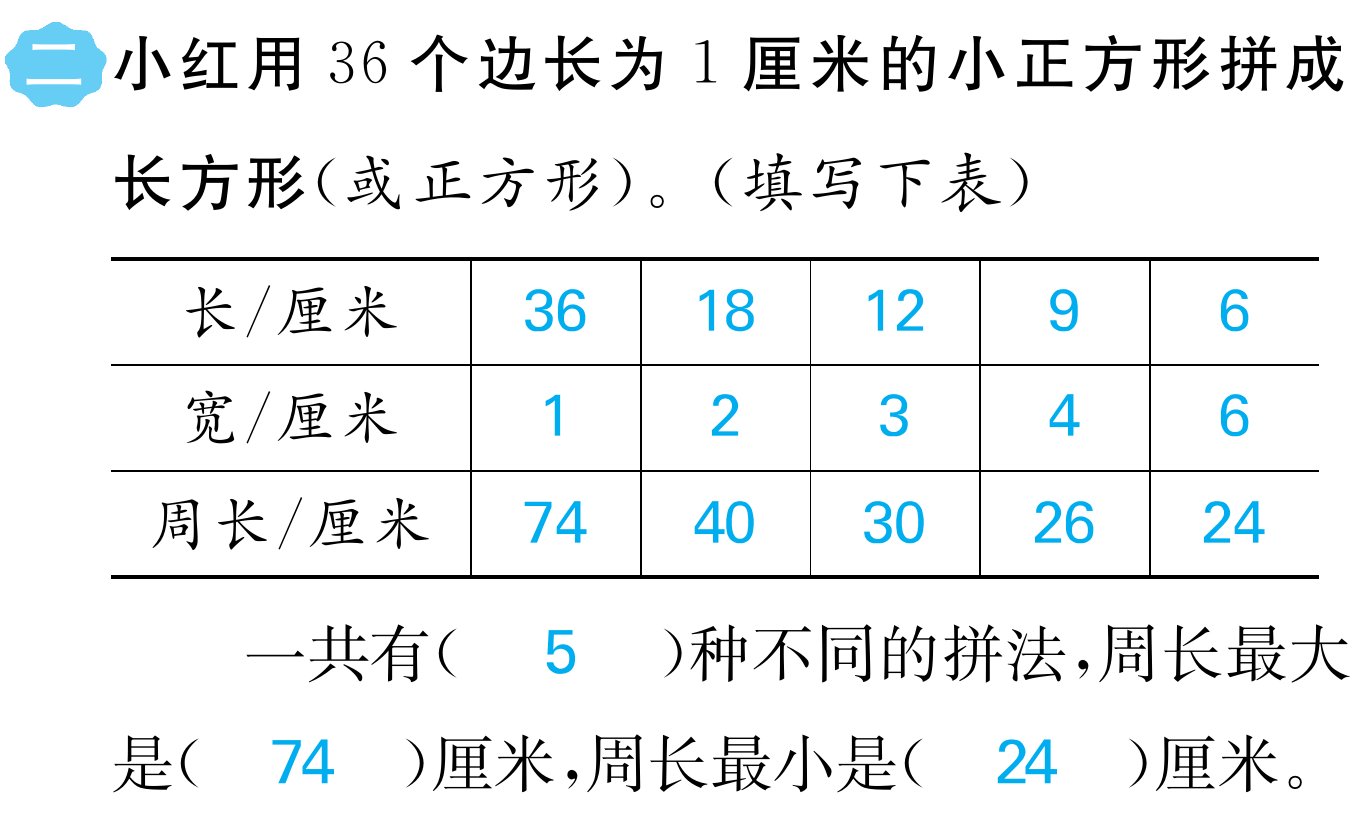 二 小红用 36 个边长为 1 厘米的小正方形拼成
长方形(或正方形)。(填写下表)
长/厘米 36 18 12 9 6
宽/厘米 1 2 3 4 6
周长/厘米 74 40 30 26 24
一共有( 5 )种不同的拼法,周长最大
是( 74 )厘米,周长最小是( 24 )厘米。